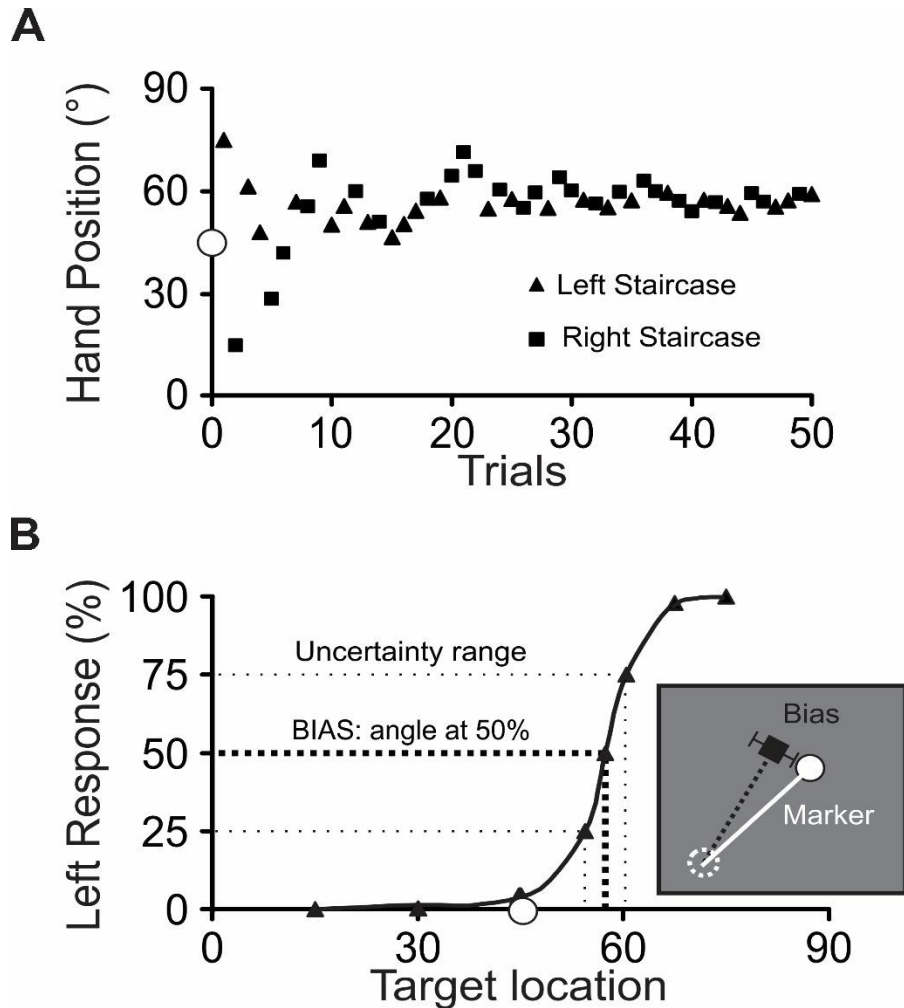 A
Hand Position (°)
90
60
30
0
Left Staircase
Right Staircase
0 10 20 30 40 50
Trials
B
Left Response (%)
100
75
50
25
0
Uncertainty range
BIAS: angle at 50%
Bias
Marker
0 30 60 90
Target location